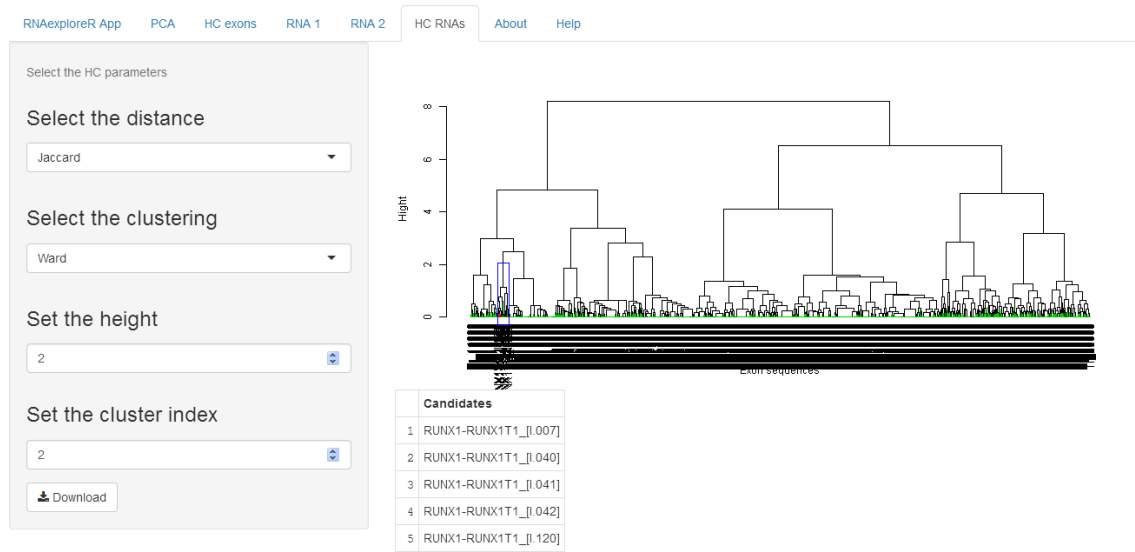 RNAexploreR App PCA HC exons RNA 1 RNA 2 HC RNAs About Help
Select the HC parameters
Select the distance
Jaccard
Select the clustering
Ward
Set the height
2
Set the cluster index
2
Download
Hight
8
6
4
2
0
Exon sequences
Candidates
1 RUNX1-RUNX1T1_[I.007]
2 RUNX1-RUNX1T1_[I.040]
3 RUNX1-RUNX1T1_[I.041]
4 RUNX1-RUNX1T1_[I.042]
5 RUNX1-RUNX1T1_[I.120]